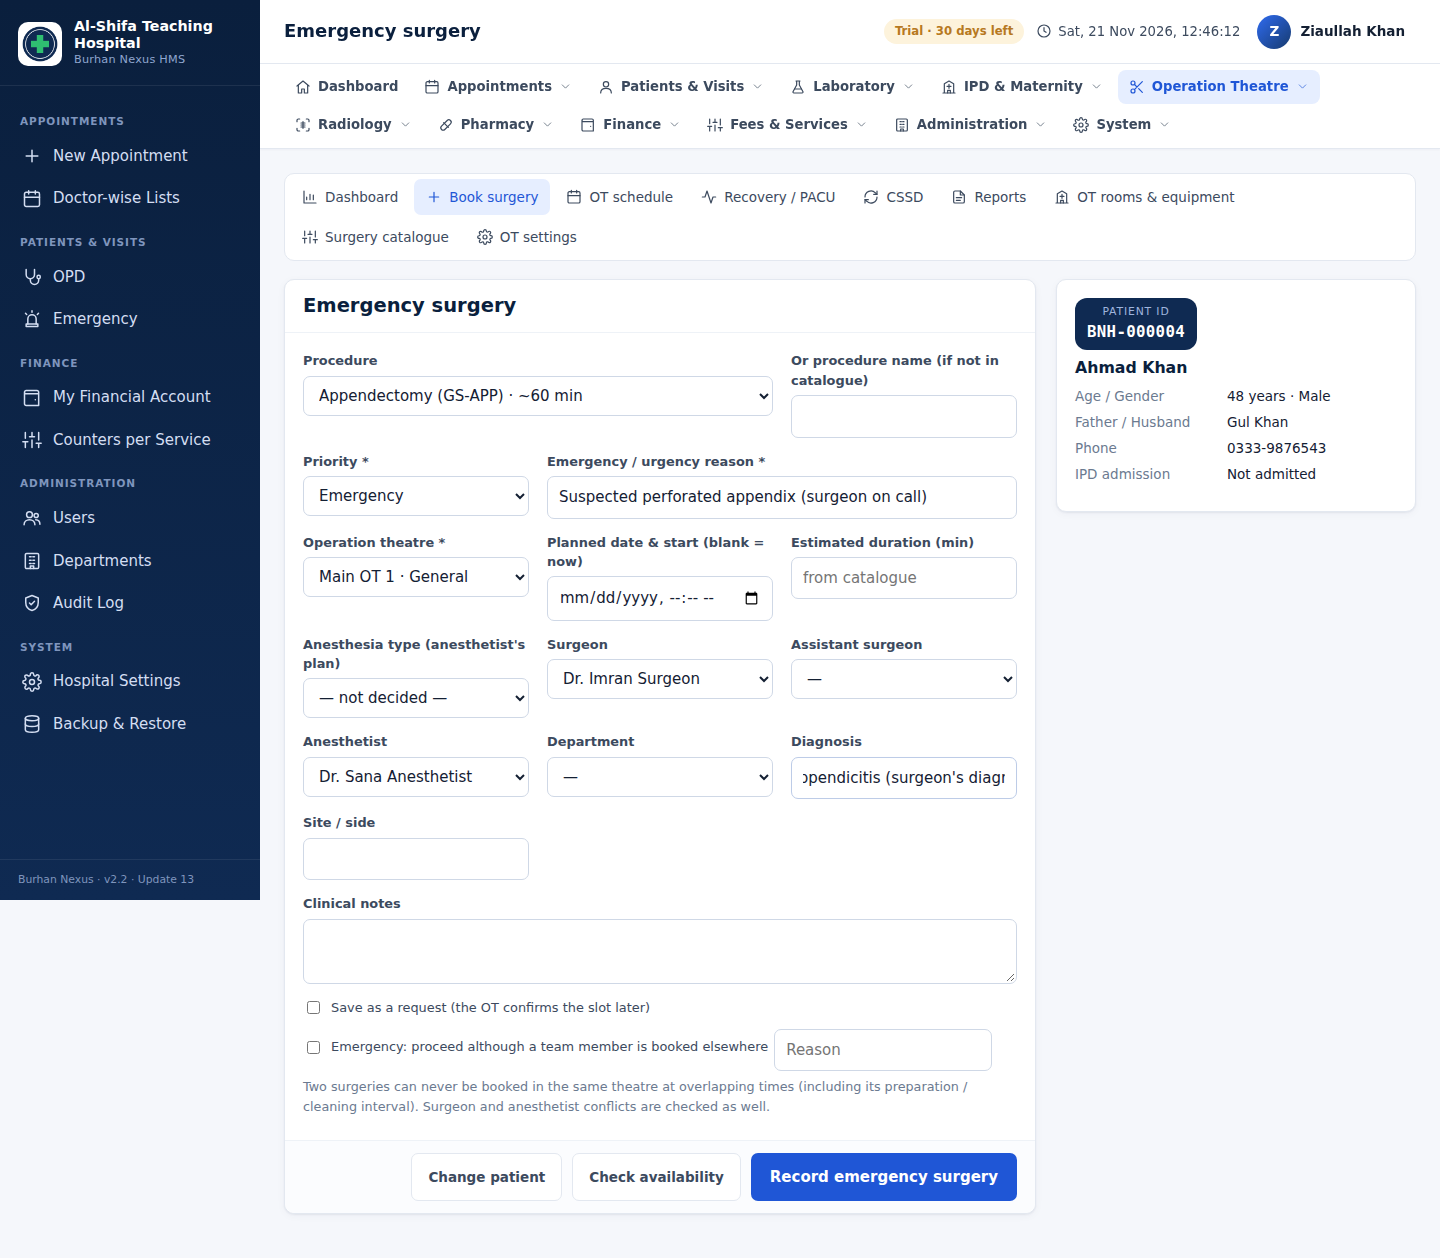 Al-Shifa Teaching
Hospital
Burhan Nexus HMS
APPOINTMENTS
New Appointment
Doctor-wise Lists
PATIENTS & VISITS
OPD
Emergency
FINANCE
My Financial Account
Counters per Service
ADMINISTRATION
Users
Departments
Audit Log
SYSTEM
Hospital Settings
Backup & Restore
Burhan Nexus · v2.2 · Update 13
Emergency surgery
Trial · 30 days left
Sat, 21 Nov 2026, 12:46:12
Z
Ziaullah Khan
Dashboard Appointments Patients & Visits Laboratory IPD & Maternity Operation Theatre
Radiology Pharmacy Finance Fees & Services Administration System
Dashboard Book surgery OT schedule Recovery / PACU CSSD Reports OT rooms & equipment
Surgery catalogue OT settings
Emergency surgery
Procedure
Appendectomy (GS-APP) · ~60 min
Or procedure name (if not in
catalogue)
Priority *
Emergency
Emergency / urgency reason *
Suspected perforated appendix (surgeon on call)
Operation theatre *
Main OT 1 · General
Planned date & start (blank =
now)
mm/dd/yyyy, --:-- --
Estimated duration (min)
from catalogue
Anesthesia type (anesthetist's
plan)
— not decided —
Surgeon
Dr. Imran Surgeon
Assistant surgeon
—
Anesthetist
Dr. Sana Anesthetist
Department
—
Diagnosis
(surgeon's
Site / side
Clinical notes
Save as a request (the OT confirms the slot later)
Emergency: proceed although a team member is booked elsewhere
Reason
Two surgeries can never be booked in the same theatre at overlapping times (including its preparation /
cleaning interval). Surgeon and anesthetist conflicts are checked as well.
Change patient
Check availability
Record emergency surgery
PATIENT ID
BNH-000004
Ahmad Khan
Age / Gender 48 years · Male
Father / Husband Gul Khan
Phone 0333-9876543
IPD admission Not admitted